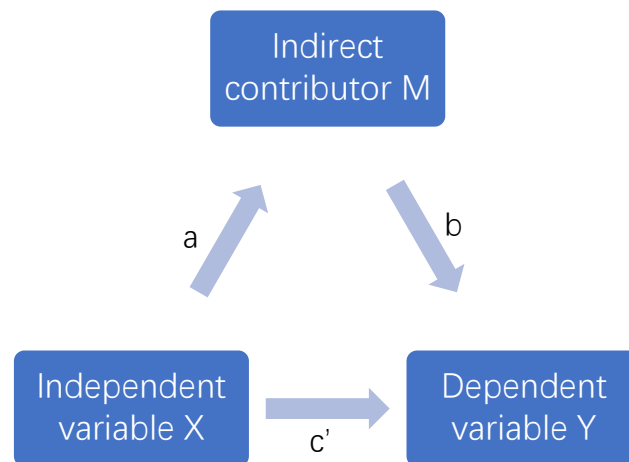 Indirect
contributor M
a
b
Independent
variable X
c’
Dependent
variable Y